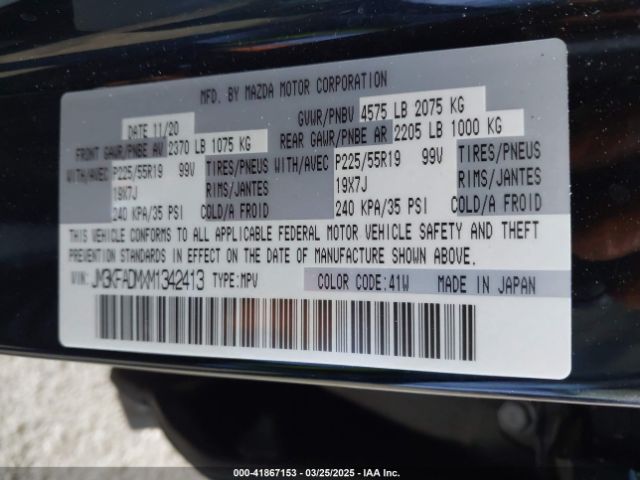 MFD. BY MAZDA MOTOR CORPORATION
DATE 11/20 GVWR/PNBV 4575 LB 2075 KG
FRONT GAWR/PNBE AV 2370 LB 1075 KG REAR GAWR/PNBE AR 2205 LB 1000 KG
WITH/AVEC P225/55R19 99V TIRES/PNEUS WITH/AVEC P225/55R19 99V TIRES/PNEUS
19X7J RIMS/JANTES 19X7J RIMS/JANTES
240 KPA/35 PSI COLD/A FROID 240 KPA/35 PSI COLD/A FROID
THIS VEHICLE CONFORMS TO ALL APPLICABLE FEDERAL MOTOR VEHICLE SAFETY AND THEFT
PREVENTION STANDARDS IN EFFECT ON THE DATE OF MANUFACTURE SHOWN ABOVE.
VIN: JM3KFADMXM1342413 TYPE:MPV COLOR CODE:41W MADE IN JAPAN
00-41867153 — 03/25/2025 — IAA Inc.